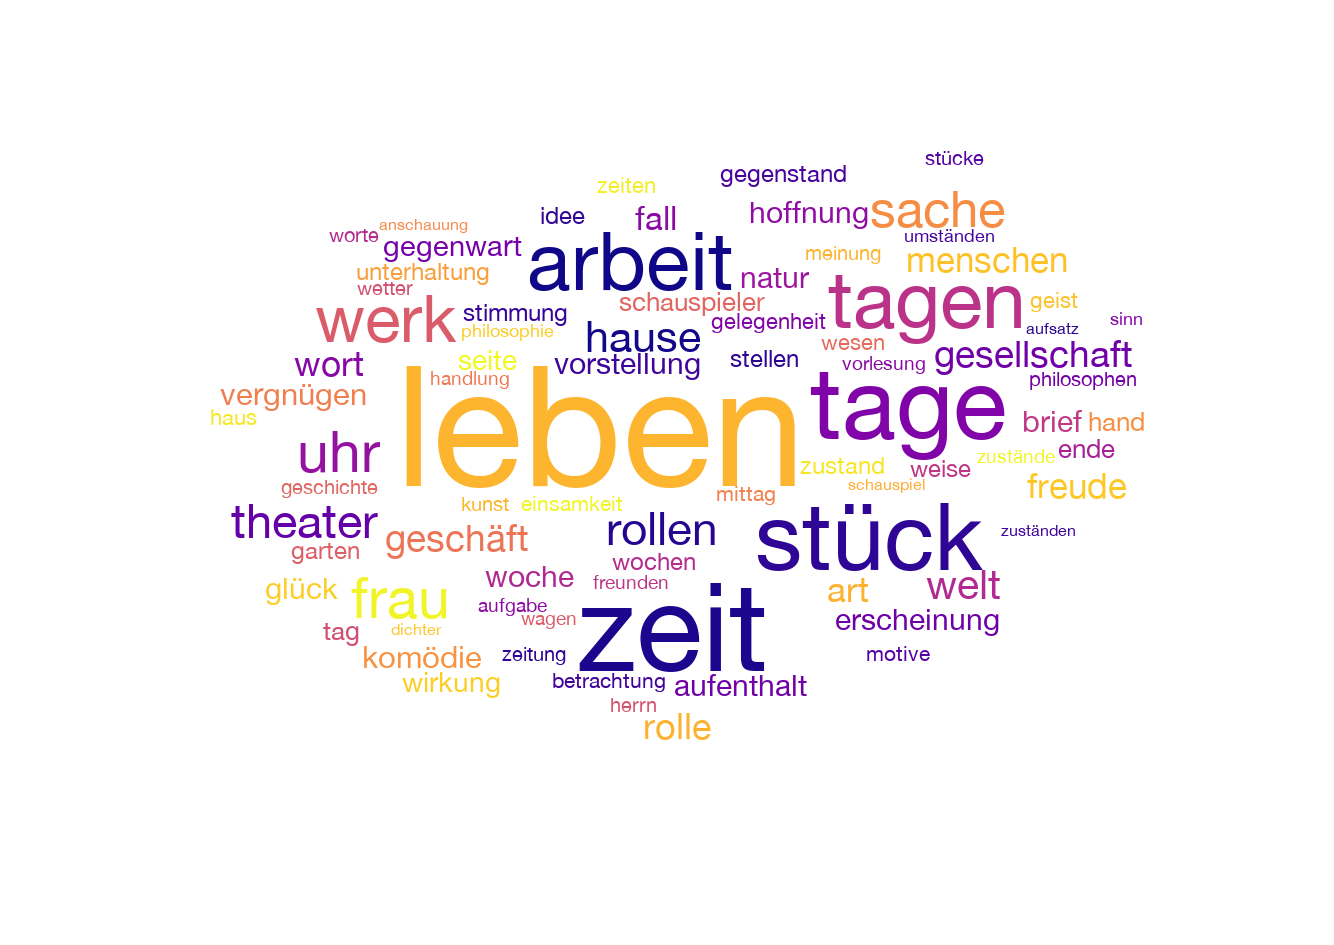 stücke
gegenstand
zeiten
sache
hoffnung
idee
fall
anschauung
worte
umständen
gegenwart
arbeit
meinung
menschen
unterhaltung
natur
wetter
tagen
geist
schauspieler
stimmung
werk
gelegenheit
sinn
philosophie
aufsatz
hause
wesen
gesellschaft
wort
seite
vorstellung
stellen
vorlesung
handlung
philosophen
vergnügen
leben
tage
haus
brief
hand
uhr
ende
zustand
weise
zustände
geschichte
schauspiel
freude
mittag
kunst
einsamkeit
theater
rollen
stück
zuständen
geschäft
garten
wochen
woche
freunden
glück
art
welt
frau
aufgabe
wagen
erscheinung
tag
dichter
zeit
komödie
zeitung
motive
wirkung
betrachtung
aufenthalt
herrn
rolle